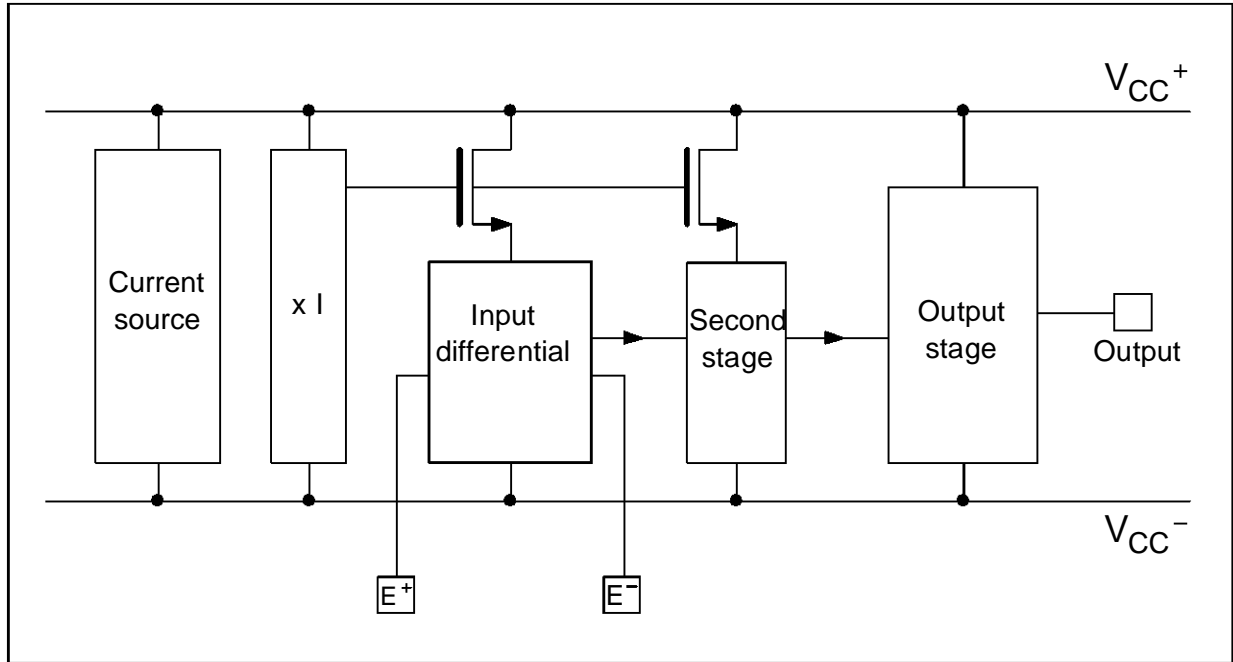 V_CC⁺
Current
source
x I
Input
differential
Second
stage
Output
stage
Output
V_CC⁻
E⁺
E⁻